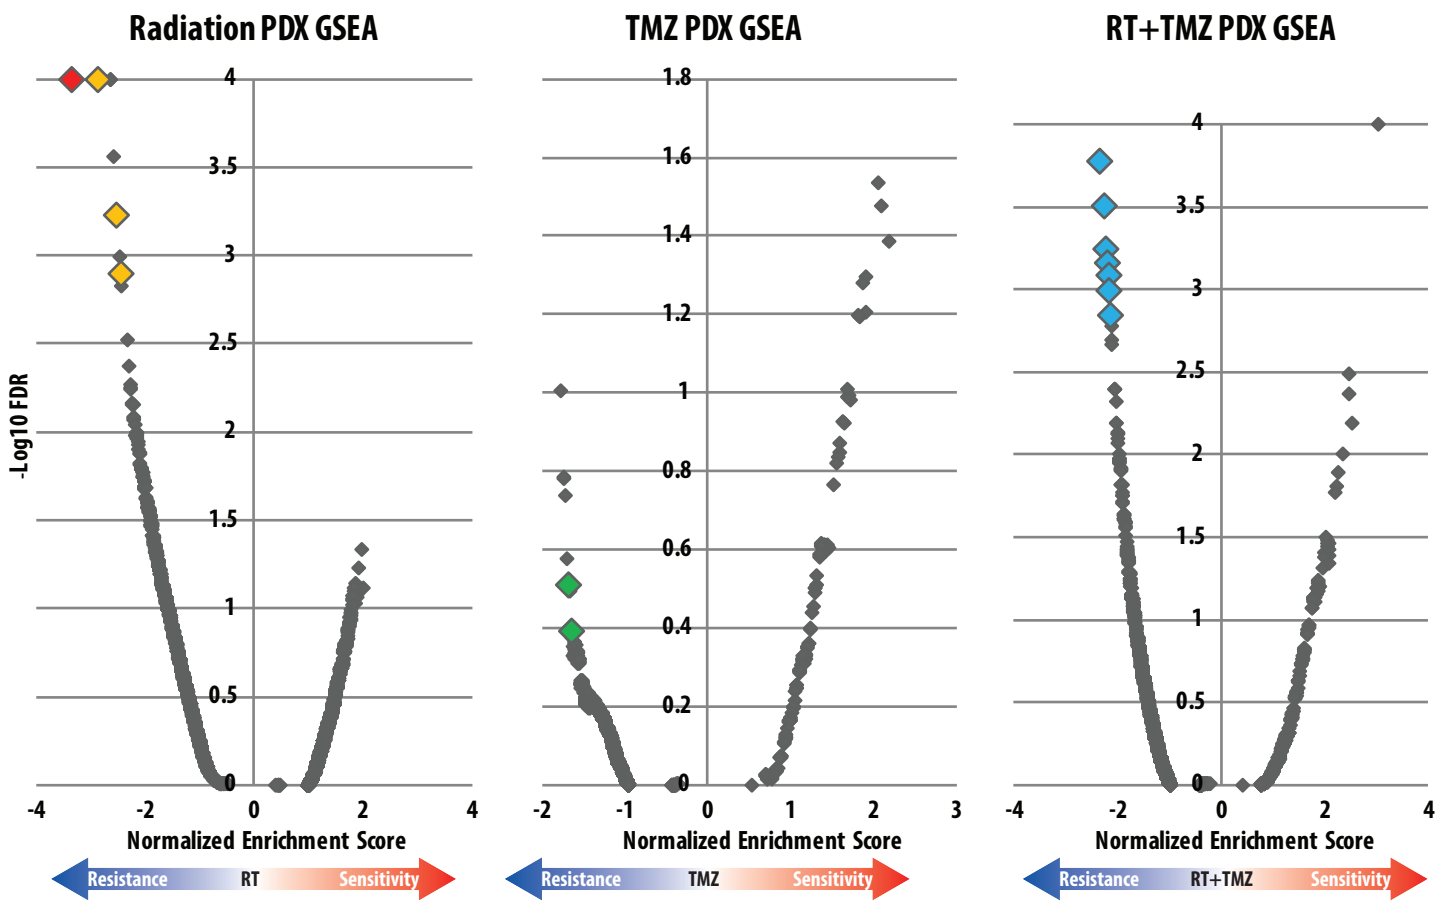 Radiation PDX GSEA
TMZ PDX GSEA
RT+TMZ PDX GSEA
-Log10 FDR
4
3.5
3
2.5
2
1.5
1
0.5
0
-4
-2
0
2
4
Normalized Enrichment Score
Resistance
RT
Sensitivity
1.8
1.6
1.4
1.2
1
0.8
0.6
0.4
0.2
0
-2
-1
0
1
2
3
Normalized Enrichment Score
Resistance
TMZ
Sensitivity
4
3.5
3
2.5
2
1.5
1
0.5
0
-4
-2
0
2
4
Normalized Enrichment Score
Resistance
RT+TMZ
Sensitivity